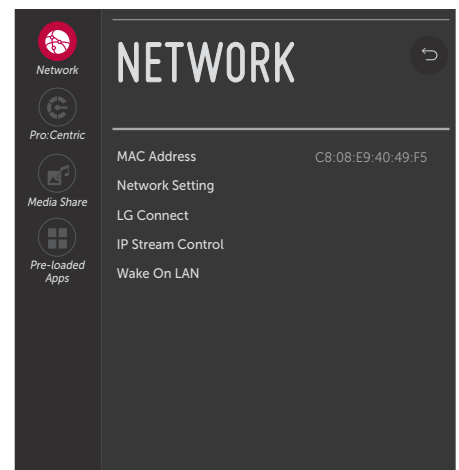 Network
Pro:Centric
Media Share
Pre-loaded
Apps
NETWORK
MAC Address C8:08:E9:40:49:F5
Network Setting
LG Connect
IP Stream Control
Wake On LAN